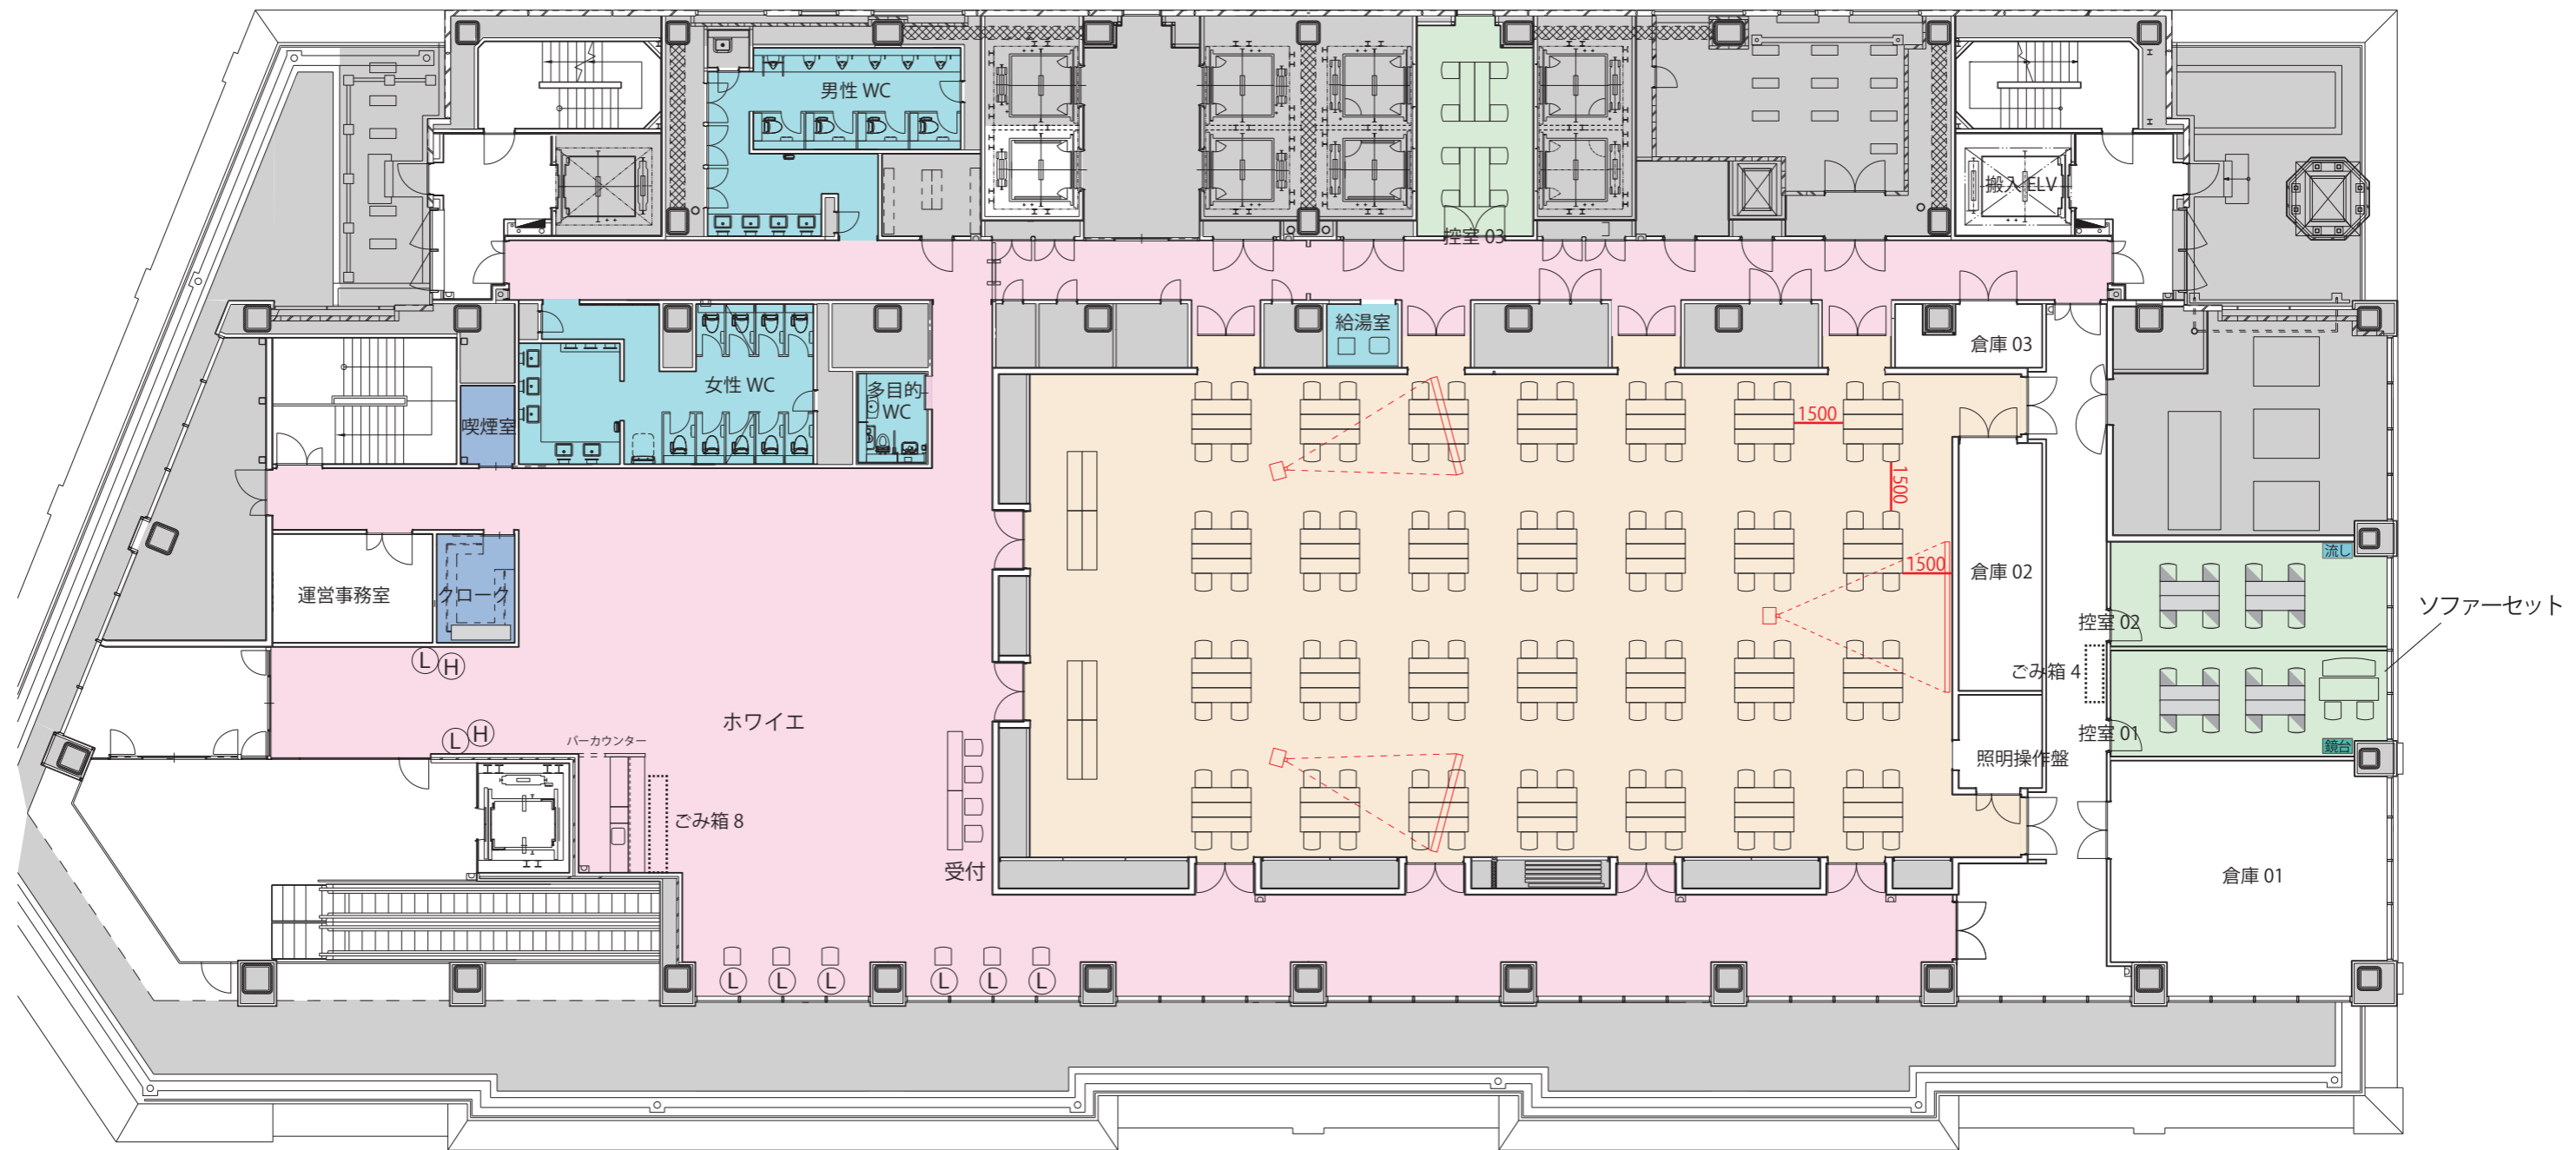 男性 WC
搬入 ELV
控室 03
給湯室
倉庫 03
女性 WC
多目的
WC
喫煙室
1500
1500
1500
流し
倉庫 02
運営事務室
クローク
ソファーセット
控室 02
L
H
ごみ箱 4
ホワイエ
H
L
バーカウンター
控室 01
鏡台
照明操作盤
ごみ箱 8
受付
倉庫 01
L
L
L
L
L
L